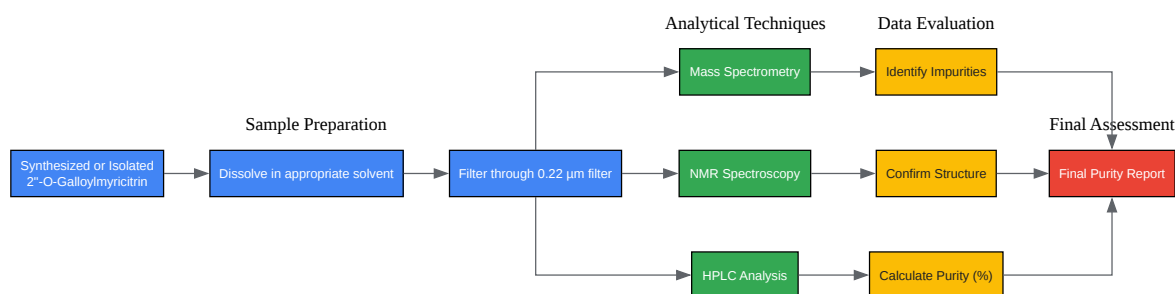 Analytical Techniques
Data Evaluation
Mass Spectrometry
Identify Impurities
Sample Preparation
Final Assessment
Synthesized or Isolated
2"-O-Galloylmyricitrin
Dissolve in appropriate solvent
Filter through 0.22 µm filter
NMR Spectroscopy
Confirm Structure
Final Purity Report
HPLC Analysis
Calculate Purity (%)